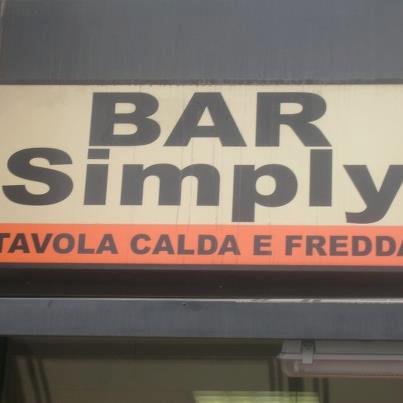 BAR
Simply
TAVOLA CALDA E FREDDA